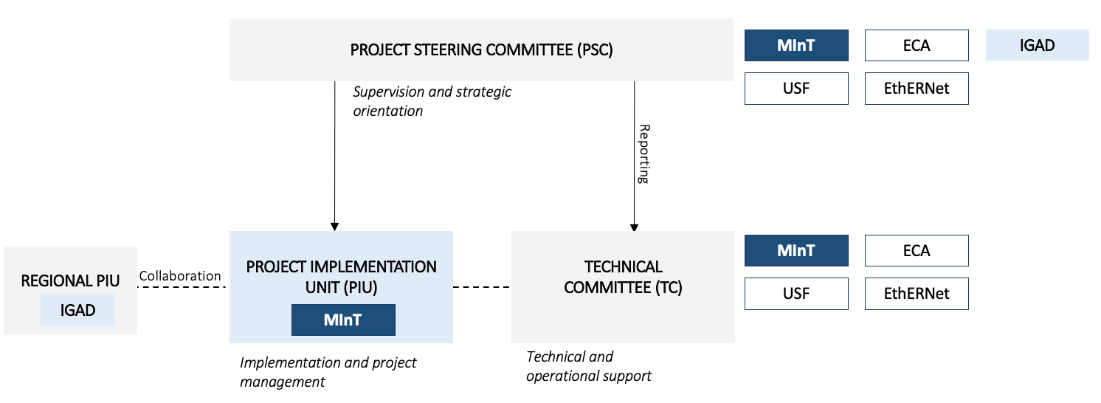 PROJECT STEERING COMMITTEE (PSC)
MInT
ECA
IGAD
USF
EthERNet
Supervision and strategic
orientation
Reporting
REGIONAL PIU
IGAD
Collaboration
PROJECT IMPLEMENTATION
UNIT (PIU)
MInT
TECHNICAL
COMMITTEE (TC)
MInT
ECA
USF
EthERNet
Implementation and project
management
Technical and
operational support